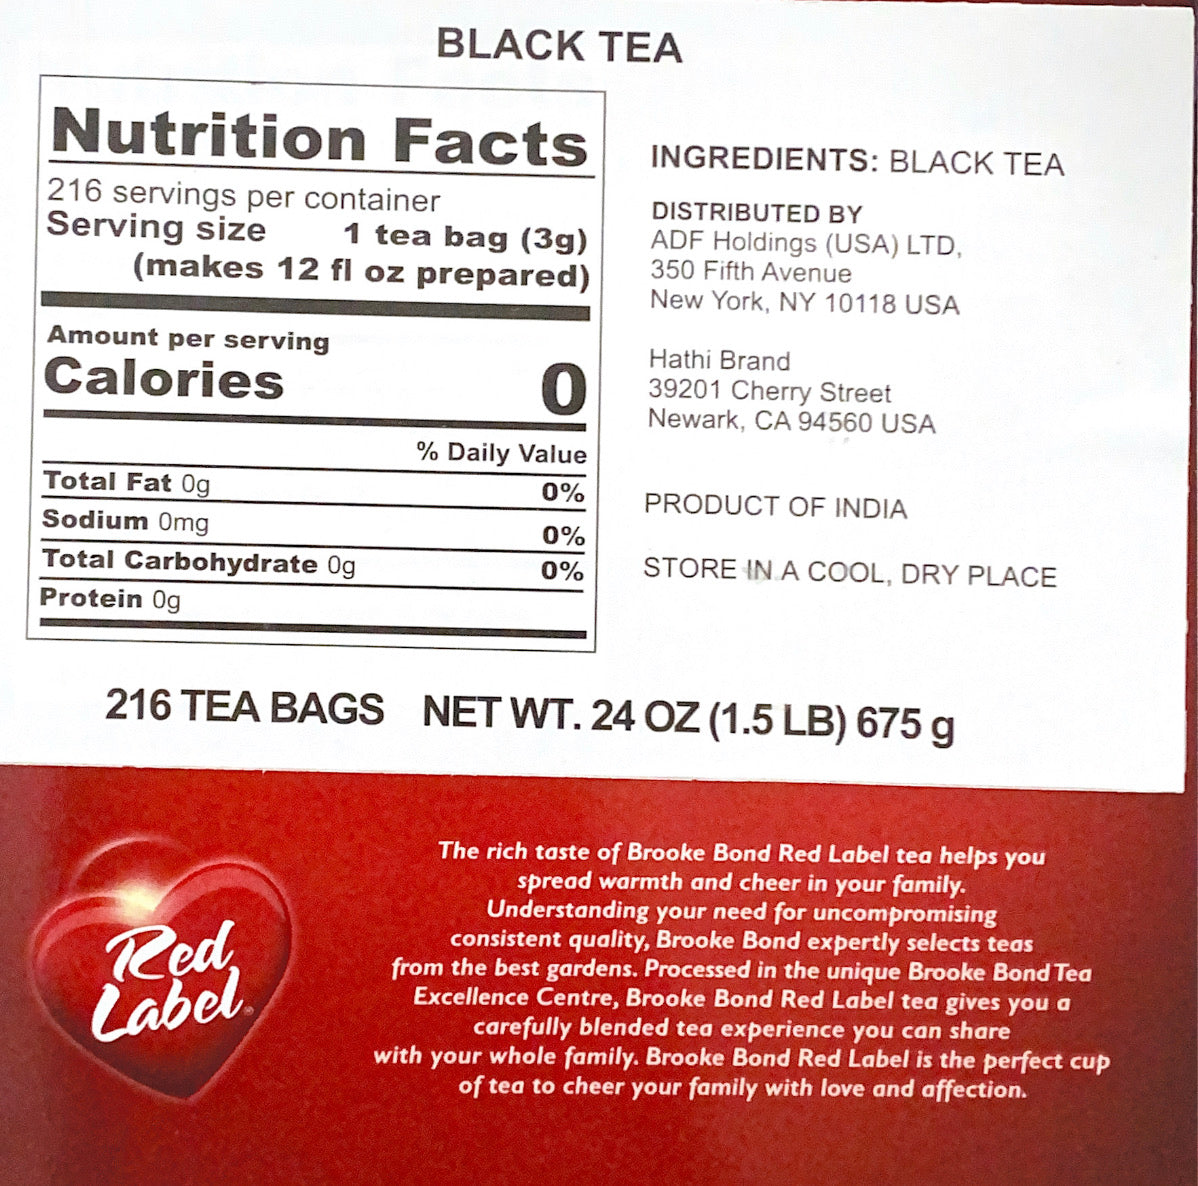 BLACK TEA
Nutrition Facts
216 servings per container
Serving size 1 tea bag (3g)
(makes 12 fl oz prepared)
Amount per serving
Calories 0
% Daily Value
Total Fat 0g 0%
Sodium 0mg 0%
Total Carbohydrate 0g 0%
Protein 0g
INGREDIENTS: BLACK TEA
DISTRIBUTED BY
ADF Holdings (USA) LTD,
350 Fifth Avenue
New York, NY 10118 USA
Hathi Brand
39201 Cherry Street
Newark, CA 94560 USA
PRODUCT OF INDIA
STORE IN A COOL, DRY PLACE
216 TEA BAGS NET WT. 24 OZ (1.5 LB) 675 g
Red
Label®
The rich taste of Brooke Bond Red Label tea helps you
spread warmth and cheer in your family.
Understanding your need for uncompromising
consistent quality, Brooke Bond expertly selects teas
from the best gardens. Processed in the unique Brooke Bond Tea
Excellence Centre, Brooke Bond Red Label tea gives you a
carefully blended tea experience you can share
with your whole family. Brooke Bond Red Label is the perfect cup
of tea to cheer your family with love and affection.